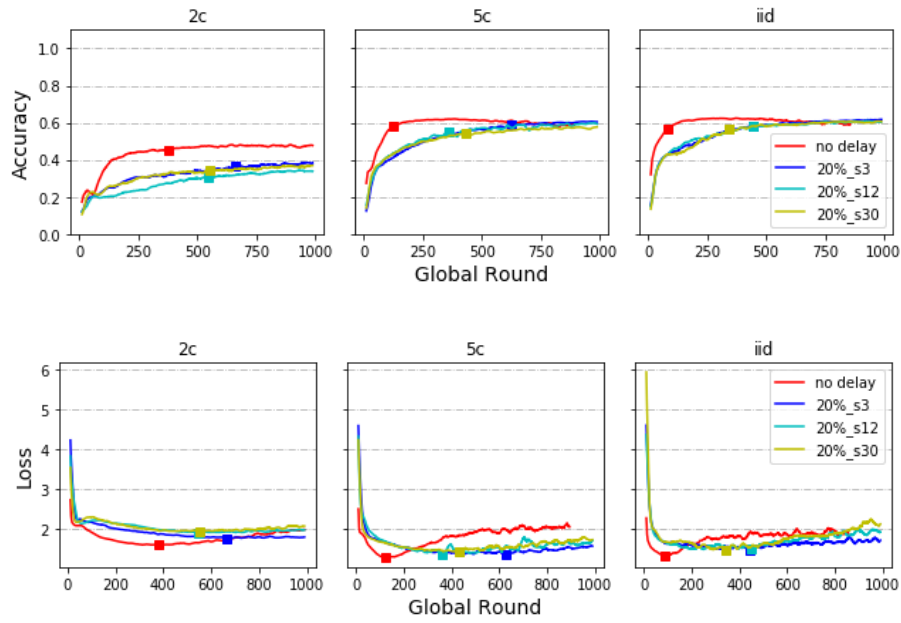 2c 5c iid
1.0
0.8
0.6
0.4
0.2
0.0
Accuracy
no delay
20%_s3
20%_s12
20%_s30
0 250 500 750 1000 0 250 500 750 1000 0 250 500 750 1000
Global Round
2c 5c iid
6
5
4
3
2
Loss
no delay
20%_s3
20%_s12
20%_s30
0 200 400 600 800 1000 0 200 400 600 800 1000 0 200 400 600 800 1000
Global Round